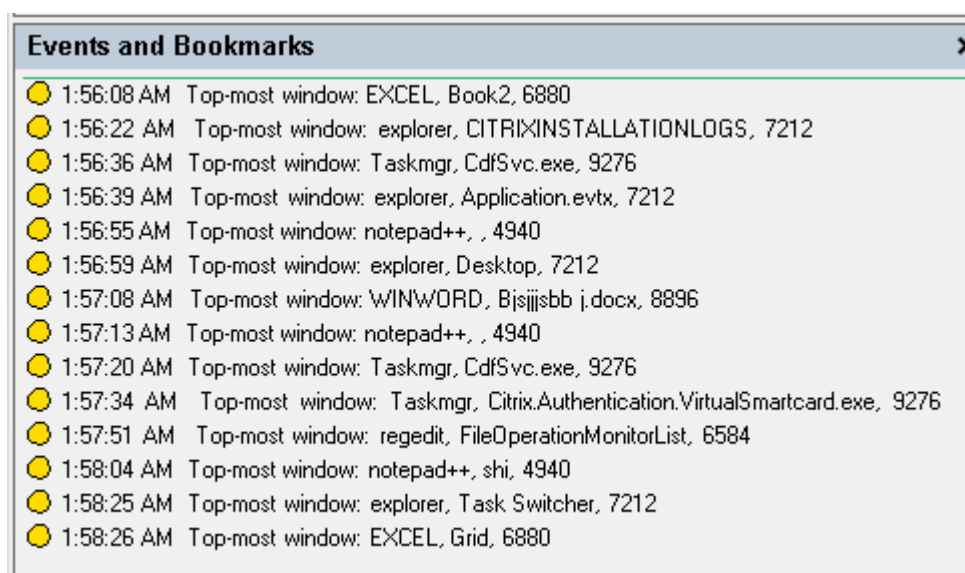 Events and Bookmarks
1:56:08 AM Top-most window: EXCEL, Book2, 6880
1:56:22 AM Top-most window: explorer, CITRIXINSTALLATIONLOGS, 7212
1:56:36 AM Top-most window: Taskmgr, CdfSvc.exe, 9276
1:56:39 AM Top-most window: explorer, Application.evtx, 7212
1:56:55 AM Top-most window: notepad++, , 4940
1:56:59 AM Top-most window: explorer, Desktop, 7212
1:57:08 AM Top-most window: WINWORD, Bjsjjjsbb j.docx, 8896
1:57:13 AM Top-most window: notepad++, , 4940
1:57:20 AM Top-most window: Taskmgr, CdfSvc.exe, 9276
1:57:34 AM Top-most window: Taskmgr, Citrix.Authentication.VirtualSmartcard.exe, 9276
1:57:51 AM Top-most window: regedit, FileOperationMonitorList, 6584
1:58:04 AM Top-most window: notepad++, shi, 4940
1:58:25 AM Top-most window: explorer, Task Switcher, 7212
1:58:26 AM Top-most window: EXCEL, Grid, 6880